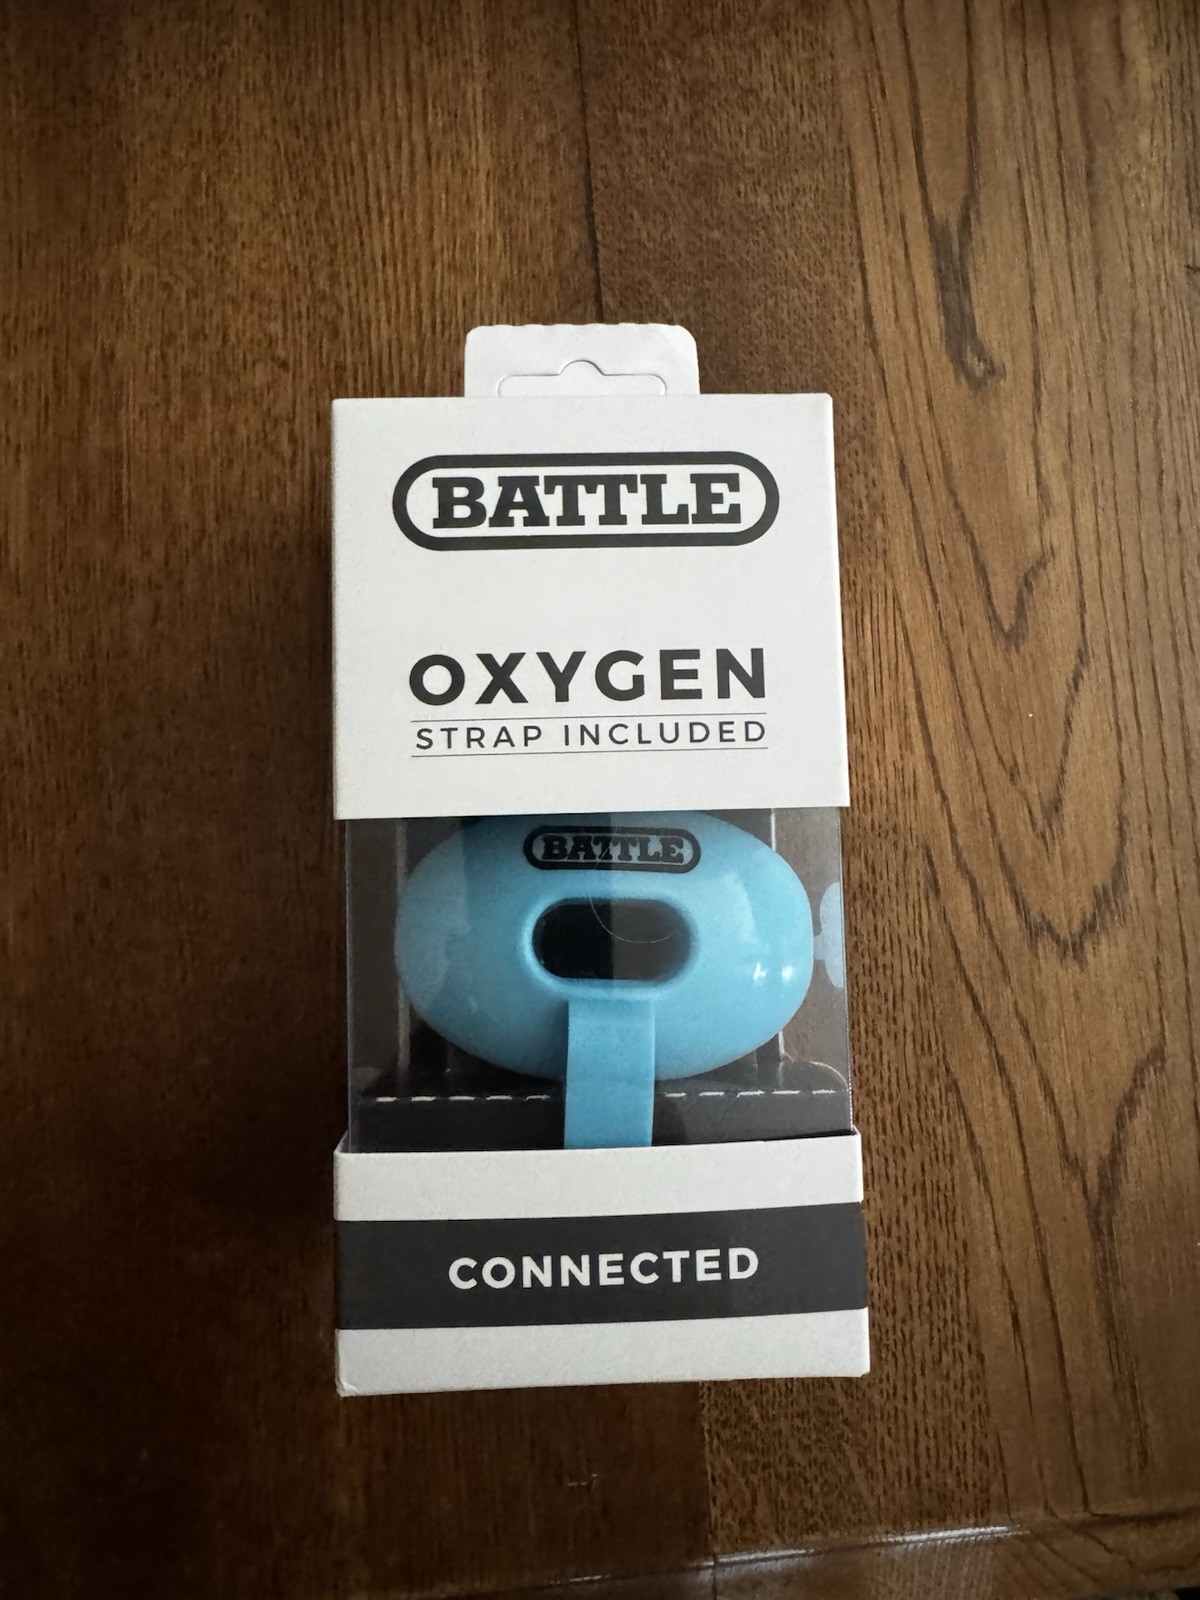 BATTLE
OXYGEN
STRAP INCLUDED
BATTLE
CONNECTED